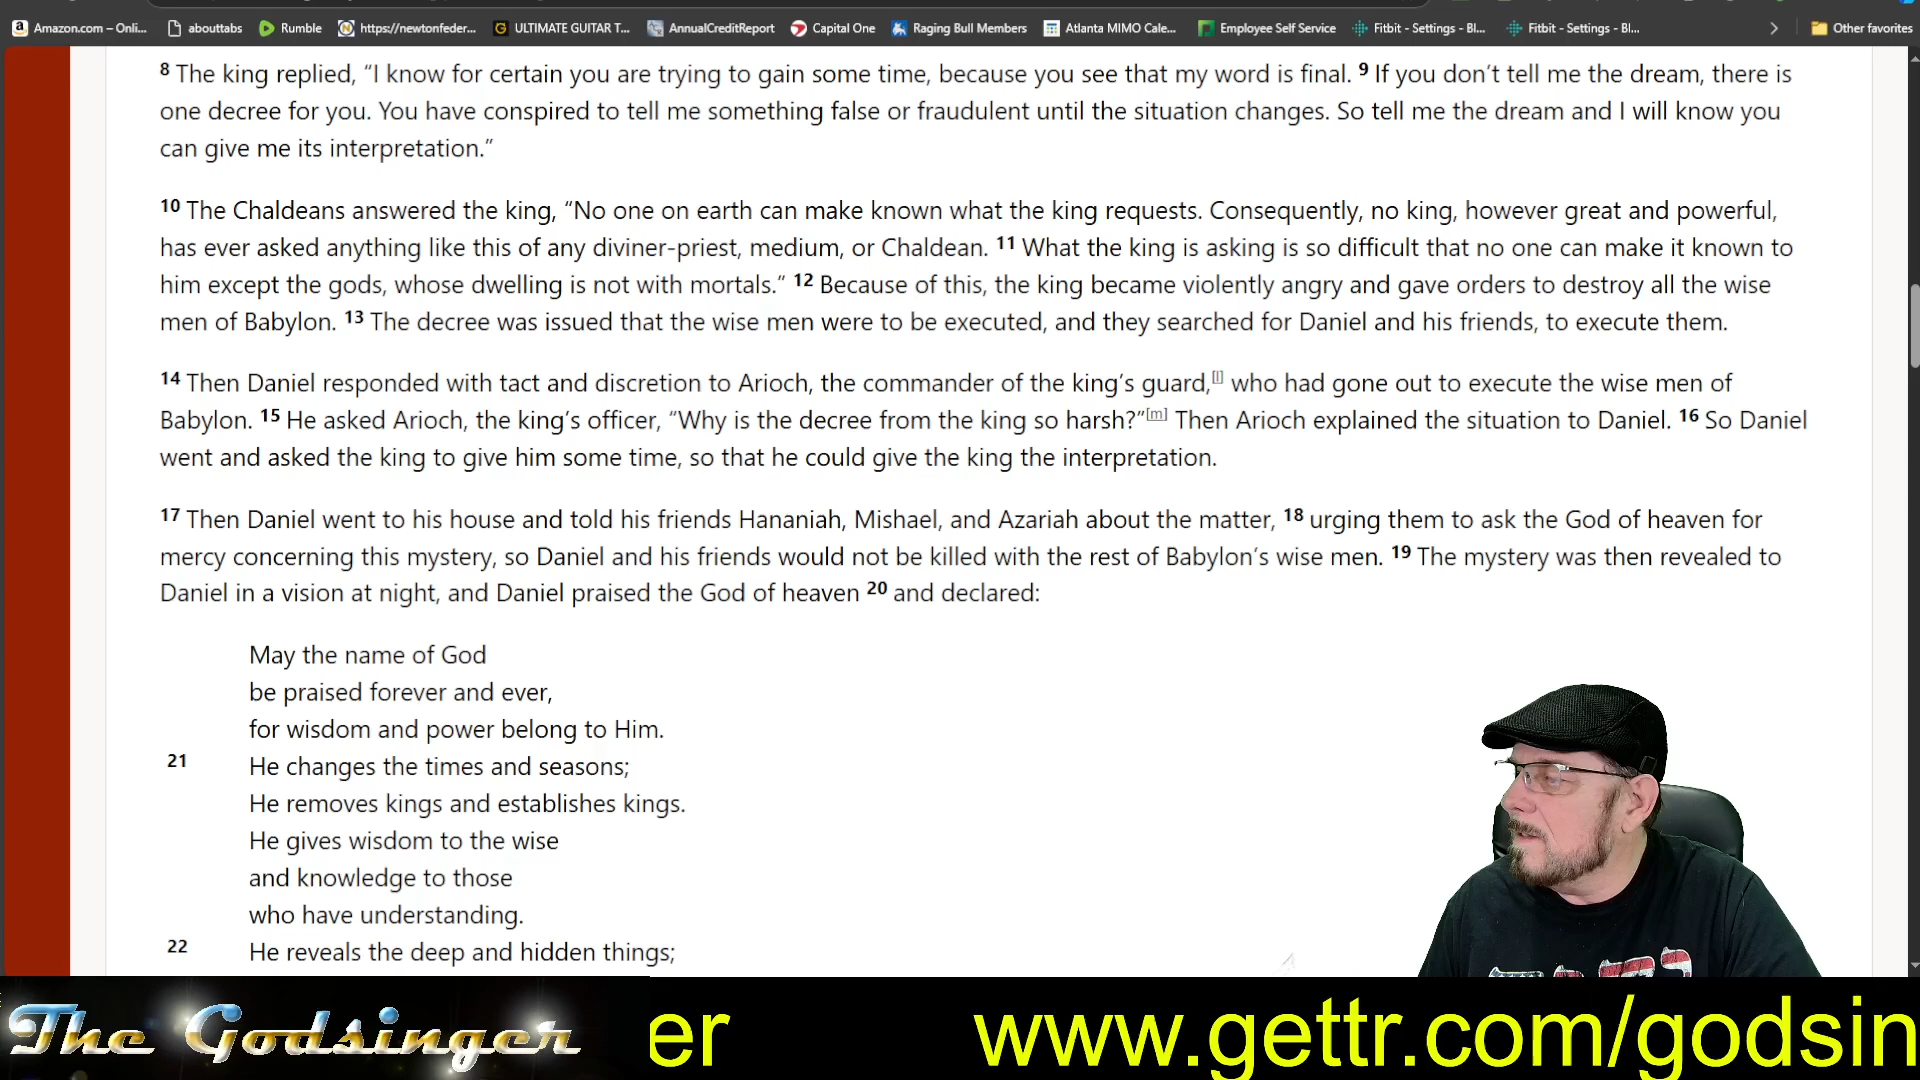 Amazon.com – Onli...
abouttabs
Rumble
https://newtonfeder...
ULTIMATE GUITAR T...
AnnualCreditReport
Capital One
Raging Bull Members
Atlanta MIMO Cale...
Employee Self Service
Fitbit - Settings - Bl...
Fitbit - Settings - Bl...
Other favorites
8 The king replied, “I know for certain you are trying to gain some time, because you see that my word is final. 9 If you don’t tell me the dream, there is
one decree for you. You have conspired to tell me something false or fraudulent until the situation changes. So tell me the dream and I will know you
can give me its interpretation.”
10 The Chaldeans answered the king, “No one on earth can make known what the king requests. Consequently, no king, however great and powerful,
has ever asked anything like this of any diviner-priest, medium, or Chaldean. 11 What the king is asking is so difficult that no one can make it known to
him except the gods, whose dwelling is not with mortals.” 12 Because of this, the king became violently angry and gave orders to destroy all the wise
men of Babylon. 13 The decree was issued that the wise men were to be executed, and they searched for Daniel and his friends, to execute them.
14 Then Daniel responded with tact and discretion to Arioch, the commander of the king’s guard,[l] who had gone out to execute the wise men of
Babylon. 15 He asked Arioch, the king’s officer, “Why is the decree from the king so harsh?”[m] Then Arioch explained the situation to Daniel. 16 So Daniel
went and asked the king to give him some time, so that he could give the king the interpretation.
17 Then Daniel went to his house and told his friends Hananiah, Mishael, and Azariah about the matter, 18 urging them to ask the God of heaven for
mercy concerning this mystery, so Daniel and his friends would not be killed with the rest of Babylon’s wise men. 19 The mystery was then revealed to
Daniel in a vision at night, and Daniel praised the God of heaven 20 and declared:
May the name of God
be praised forever and ever,
for wisdom and power belong to Him.
21 He changes the times and seasons;
He removes kings and establishes kings.
He gives wisdom to the wise
and knowledge to those
who have understanding.
22 He reveals the deep and hidden things;
The Godsinger
er www.gettr.com/godsin